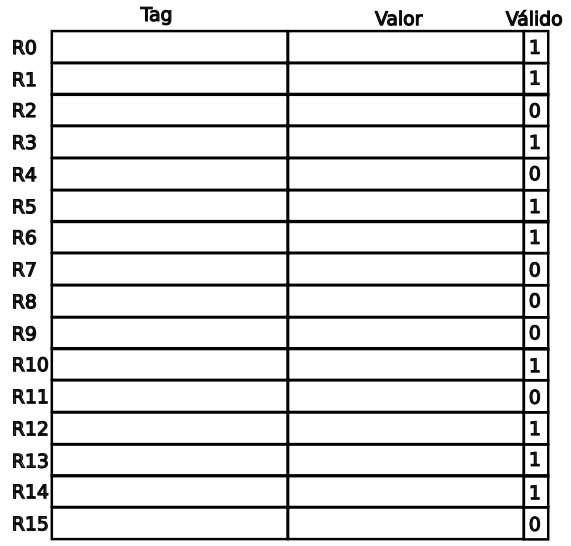 Tag Valor Válido
R0 1
R1 1
R2 0
R3 1
R4 0
R5 1
R6 1
R7 0
R8 0
R9 0
R10 1
R11 0
R12 1
R13 1
R14 1
R15 0